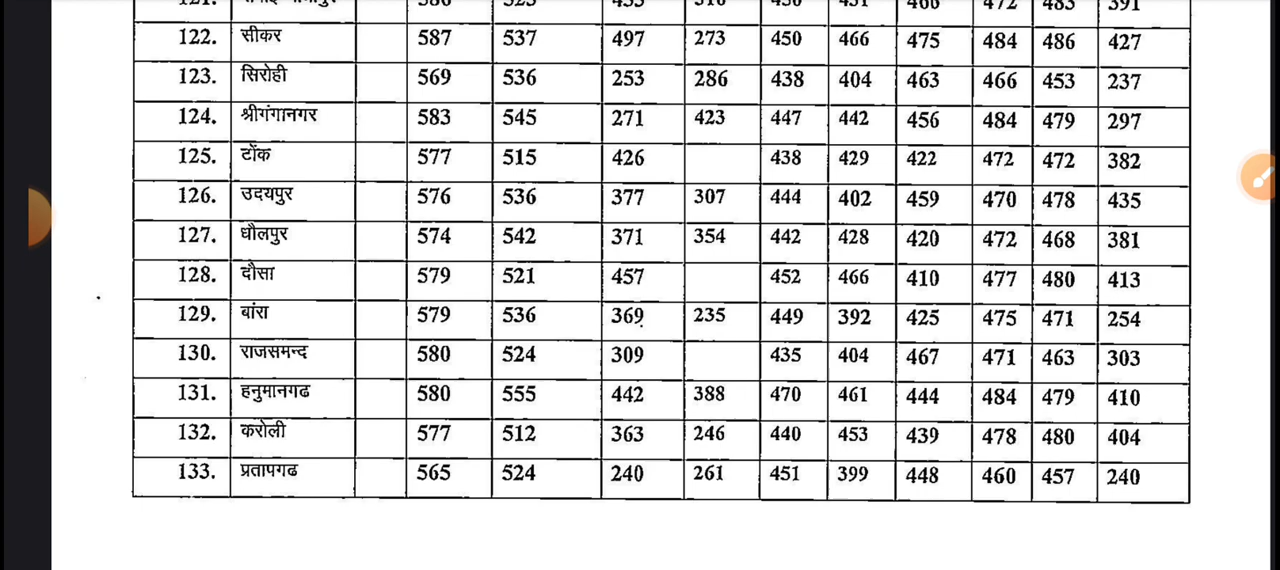 122. सीकर 587 537 497 273 450 466 475 484 486 427
123. सिरोही 569 536 253 286 438 404 463 466 453 237
124. श्रीगंगानगर 583 545 271 423 447 442 456 484 479 297
125. टोंक 577 515 426 438 429 422 472 472 382
126. उदयपुर 576 536 377 307 444 402 459 470 478 435
127. धौलपुर 574 542 371 354 442 428 420 472 468 381
128. दौसा 579 521 457 452 466 410 477 480 413
129. बांरा 579 536 369 235 449 392 425 475 471 254
130. राजसमन्द 580 524 309 435 404 467 471 463 303
131. हनुमानगढ 580 555 442 388 470 461 444 484 479 410
132. करोली 577 512 363 246 440 453 439 478 480 404
133. प्रतापगढ 565 524 240 261 451 399 448 460 457 240